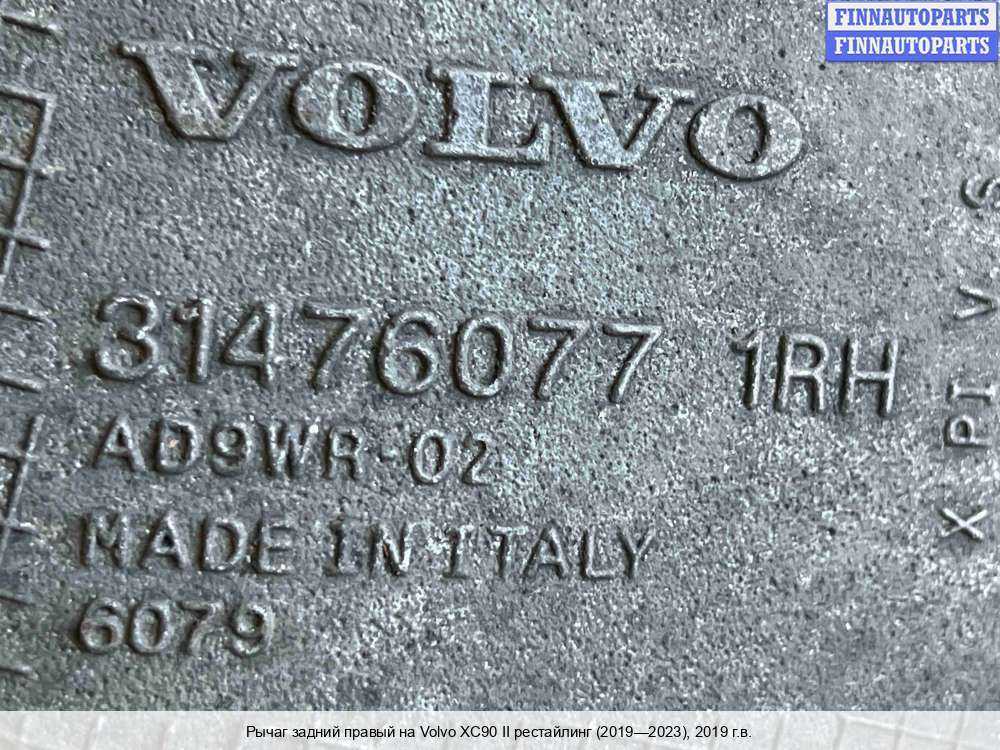 FINNAUTOPARTS
FINNAUTOPARTS
VOLVO
31476077 1RH
AD9WR-02
MADE IN ITALY
6079
X PI V
Рычаг задний правый на Volvo XC90 II рестайлинг (2019—2023), 2019 г.в.